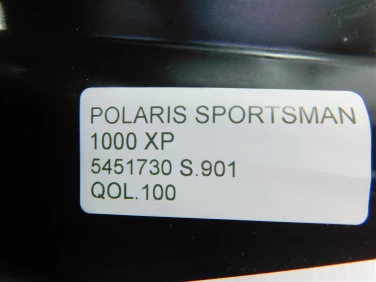 POLARIS SPORTSMAN
1000 XP
5451730 S.901
QOL.100